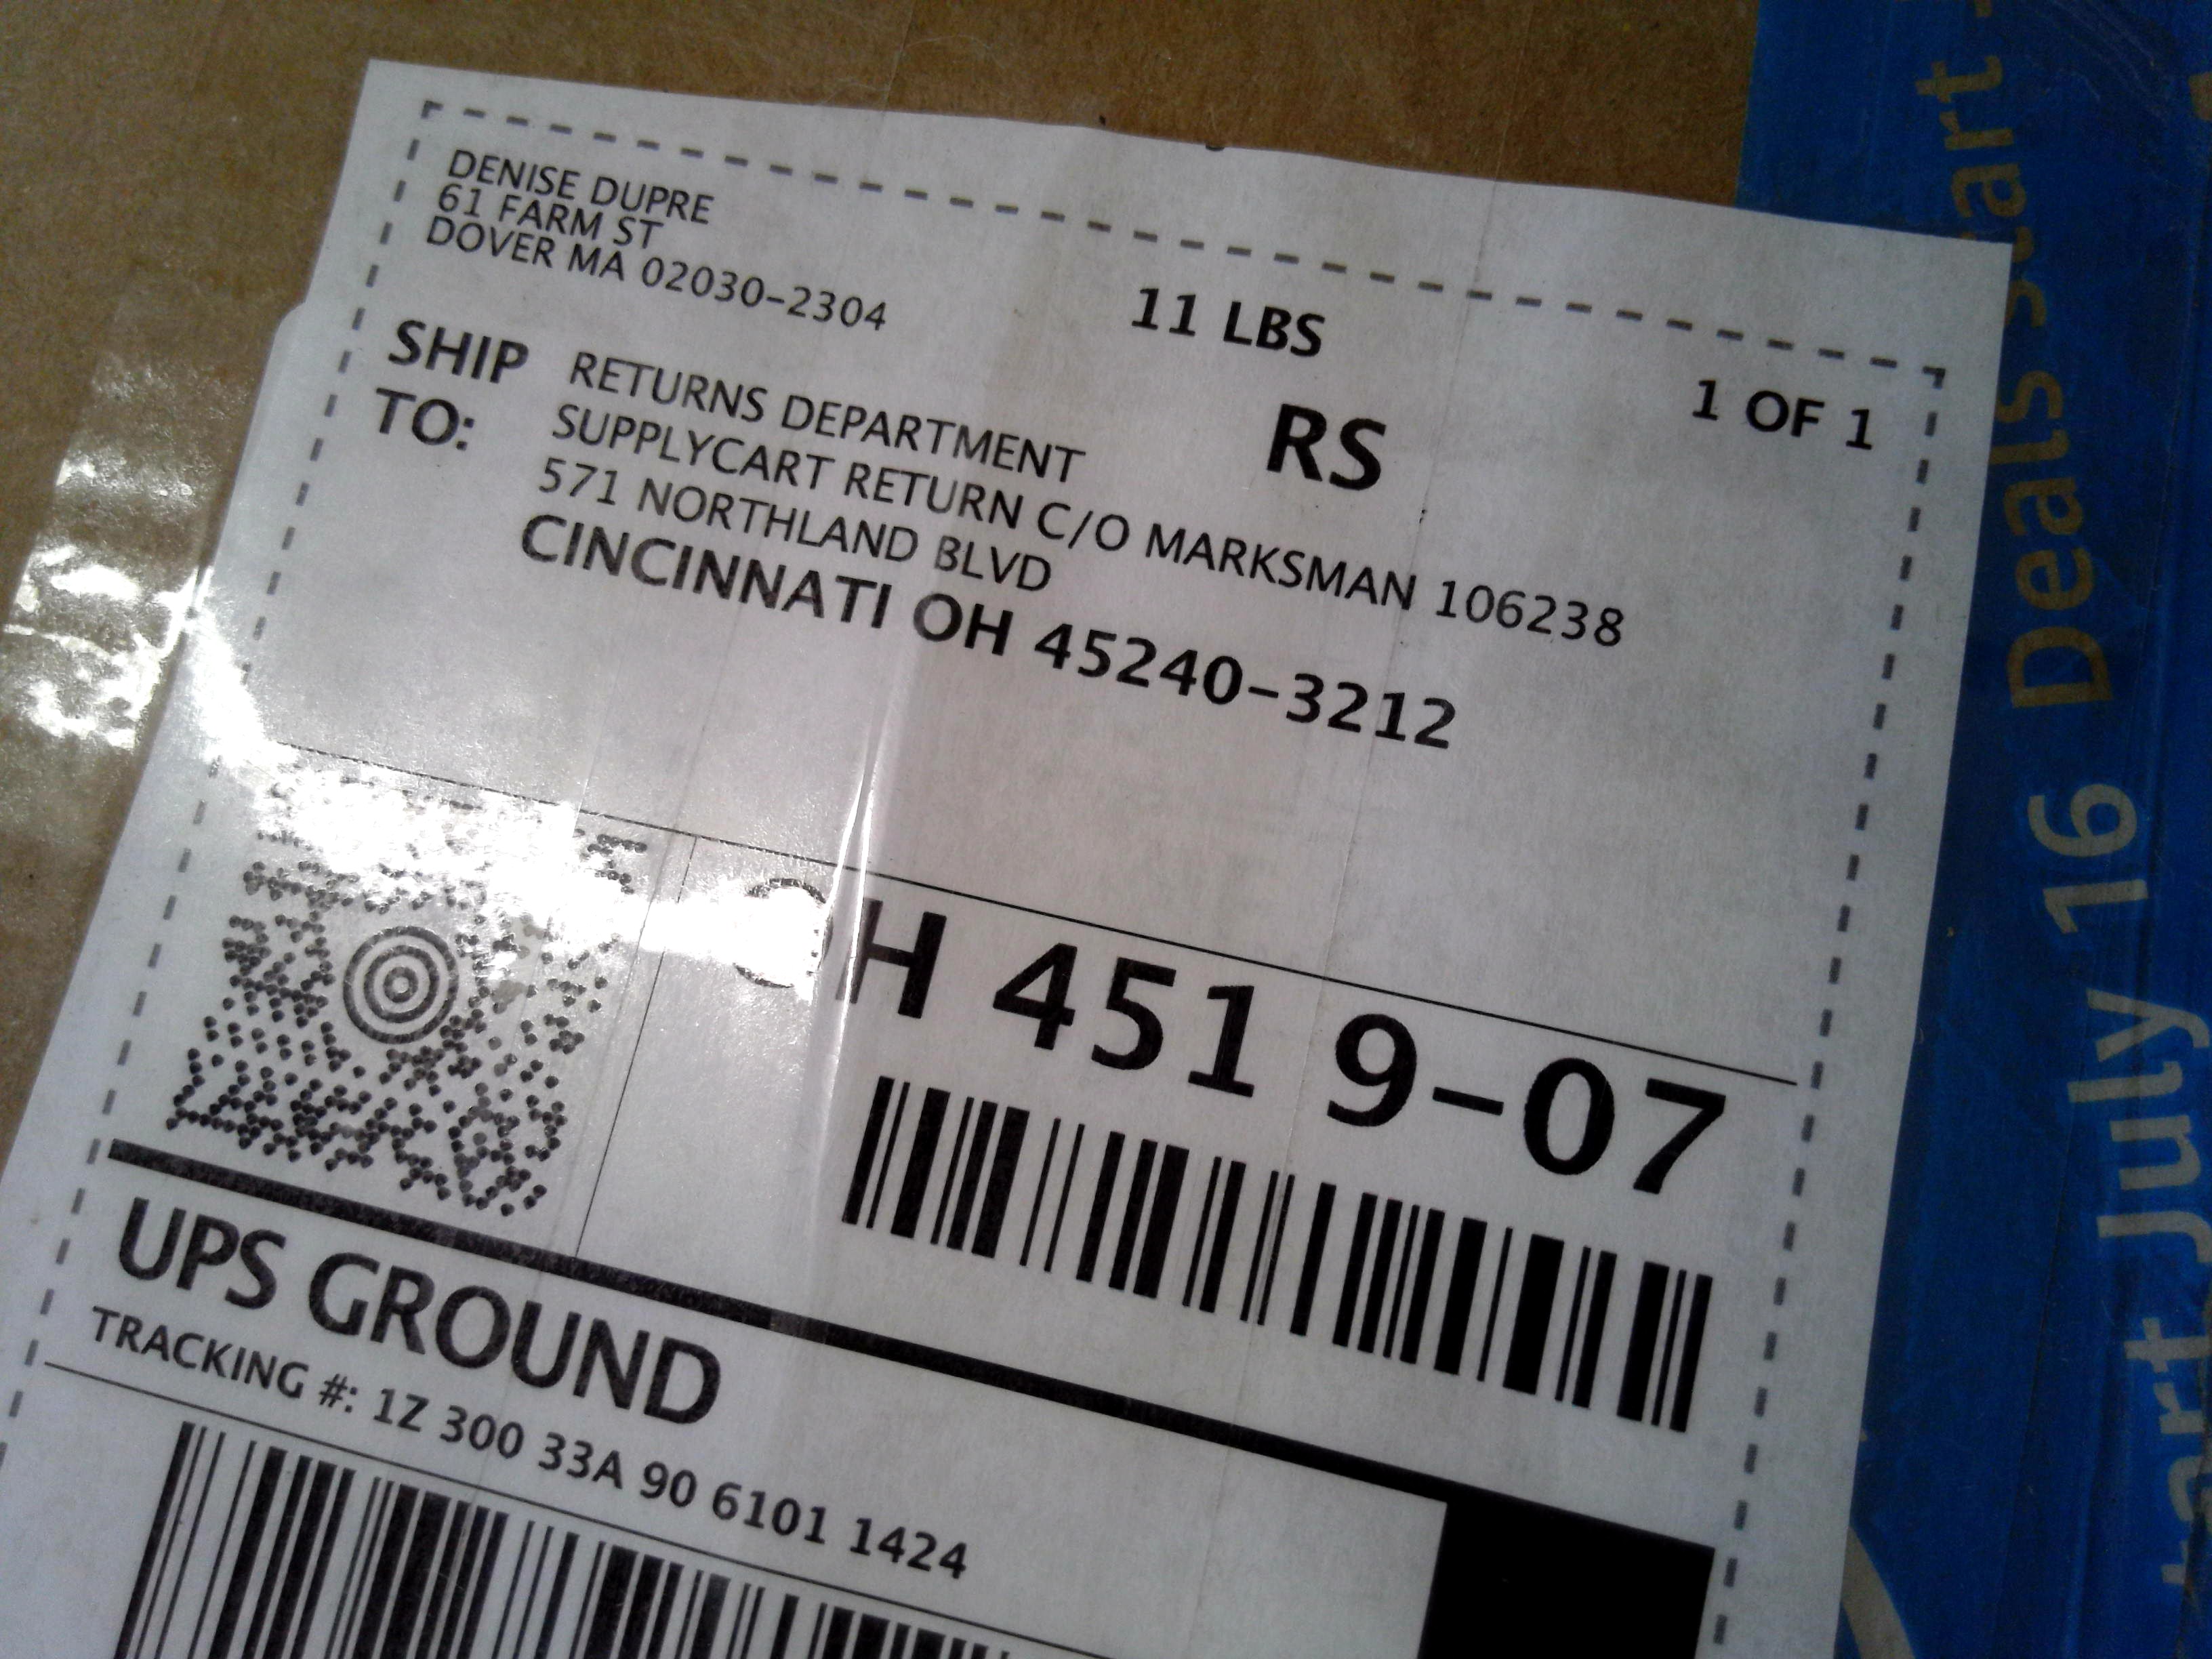 DENISE DUPRE
61 FARM ST
DOVER MA 02030-2304
11 LBS
1 OF 1
RS
SHIP
TO:
RETURNS DEPARTMENT
SUPPLYCART RETURN C/O MARKSMAN 106238
571 NORTHLAND BLVD
CINCINNATI OH 45240-3212
OH 451 9-07
UPS GROUND
TRACKING #: 1Z 300 33A 90 6101 1424
July 16 Deals start